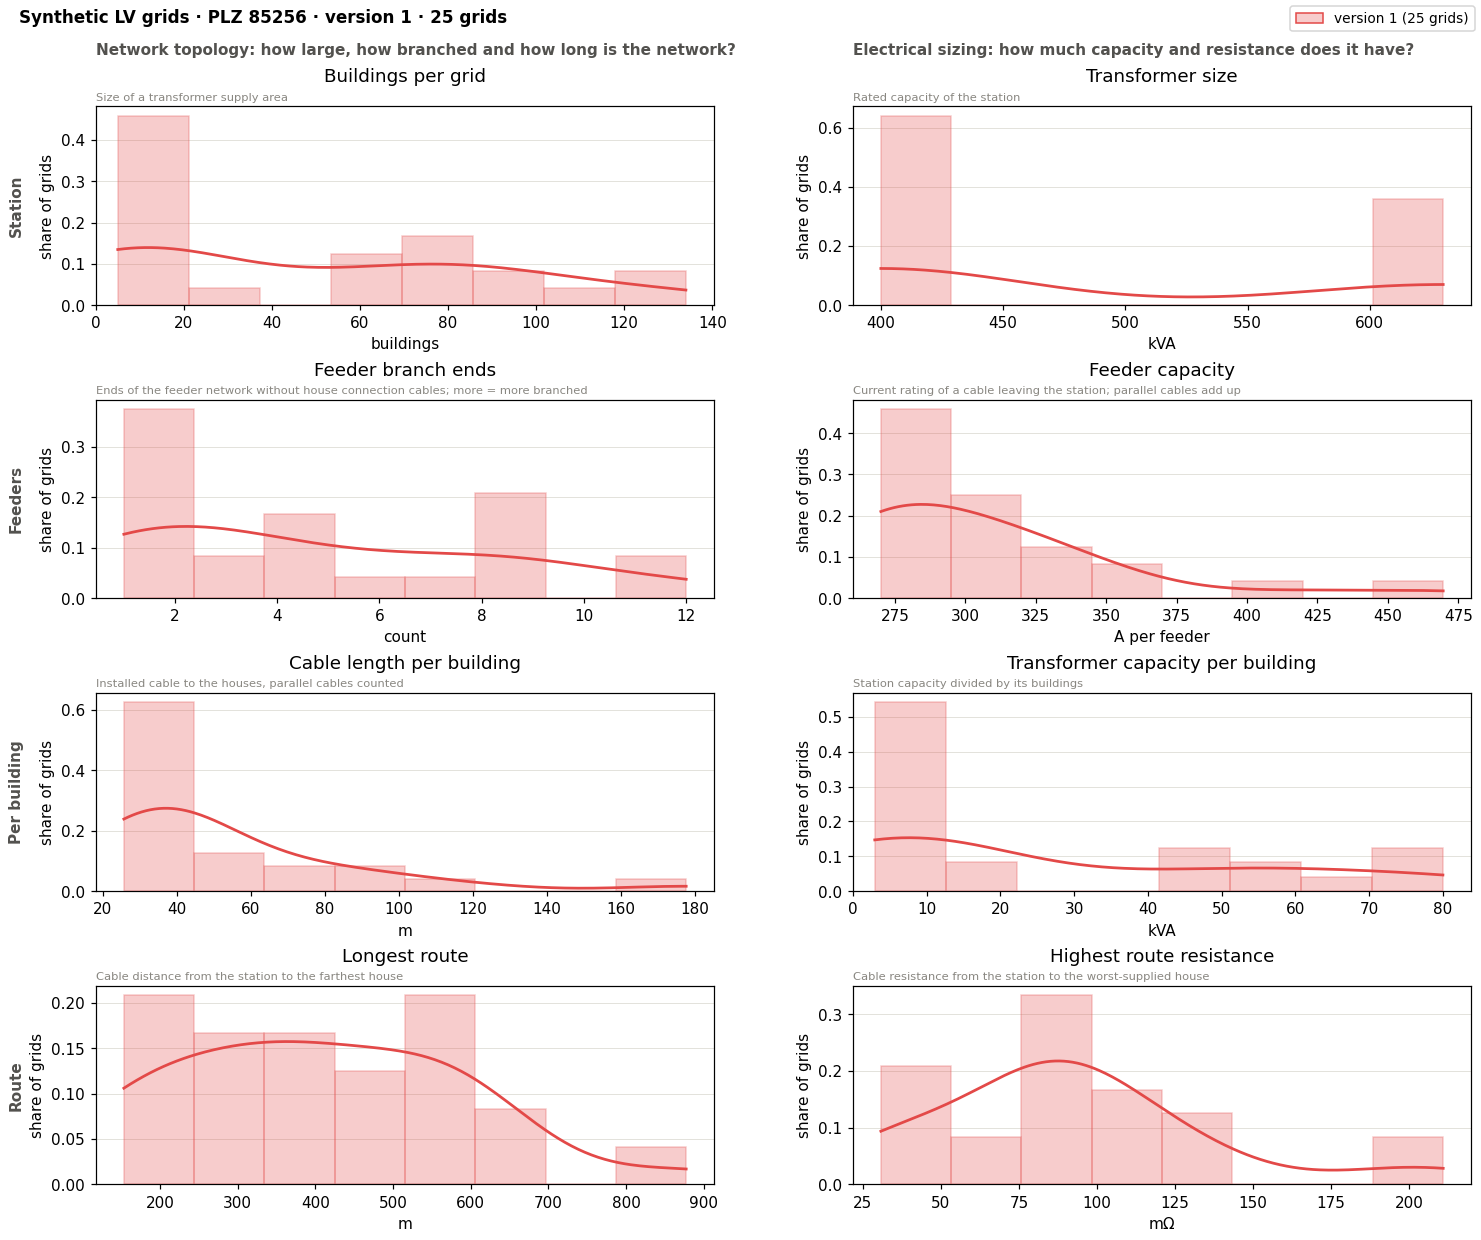 Synthetic LV grids · PLZ 85256 · version 1 · 25 grids
version 1 (25 grids)
Network topology: how large, how branched and how long is the network?
Electrical sizing: how much capacity and resistance does it have?
Buildings per grid
Size of a transformer supply area
Station
share of grids
0.4
0.3
0.2
0.1
0.0
0 20 40 60 80 100 120 140
buildings
Transformer size
Rated capacity of the station
share of grids
0.6
0.4
0.2
0.0
400 450 500 550 600
kVA
Feeder branch ends
Ends of the feeder network without house connection cables; more = more branched
Feeders
share of grids
0.3
0.2
0.1
0.0
2 4 6 8 10 12
count
Feeder capacity
Current rating of a cable leaving the station; parallel cables add up
share of grids
0.4
0.3
0.2
0.1
0.0
275 300 325 350 375 400 425 450 475
A per feeder
Cable length per building
Installed cable to the houses, parallel cables counted
Per building
share of grids
0.6
0.4
0.2
0.0
20 40 60 80 100 120 140 160 180
m
Transformer capacity per building
Station capacity divided by its buildings
share of grids
0.5
0.4
0.3
0.2
0.1
0.0
0 10 20 30 40 50 60 70 80
kVA
Longest route
Cable distance from the station to the farthest house
Route
share of grids
0.20
0.15
0.10
0.05
0.00
200 300 400 500 600 700 800 900
m
Highest route resistance
Cable resistance from the station to the worst-supplied house
share of grids
0.3
0.2
0.1
0.0
25 50 75 100 125 150 175 200
mΩ